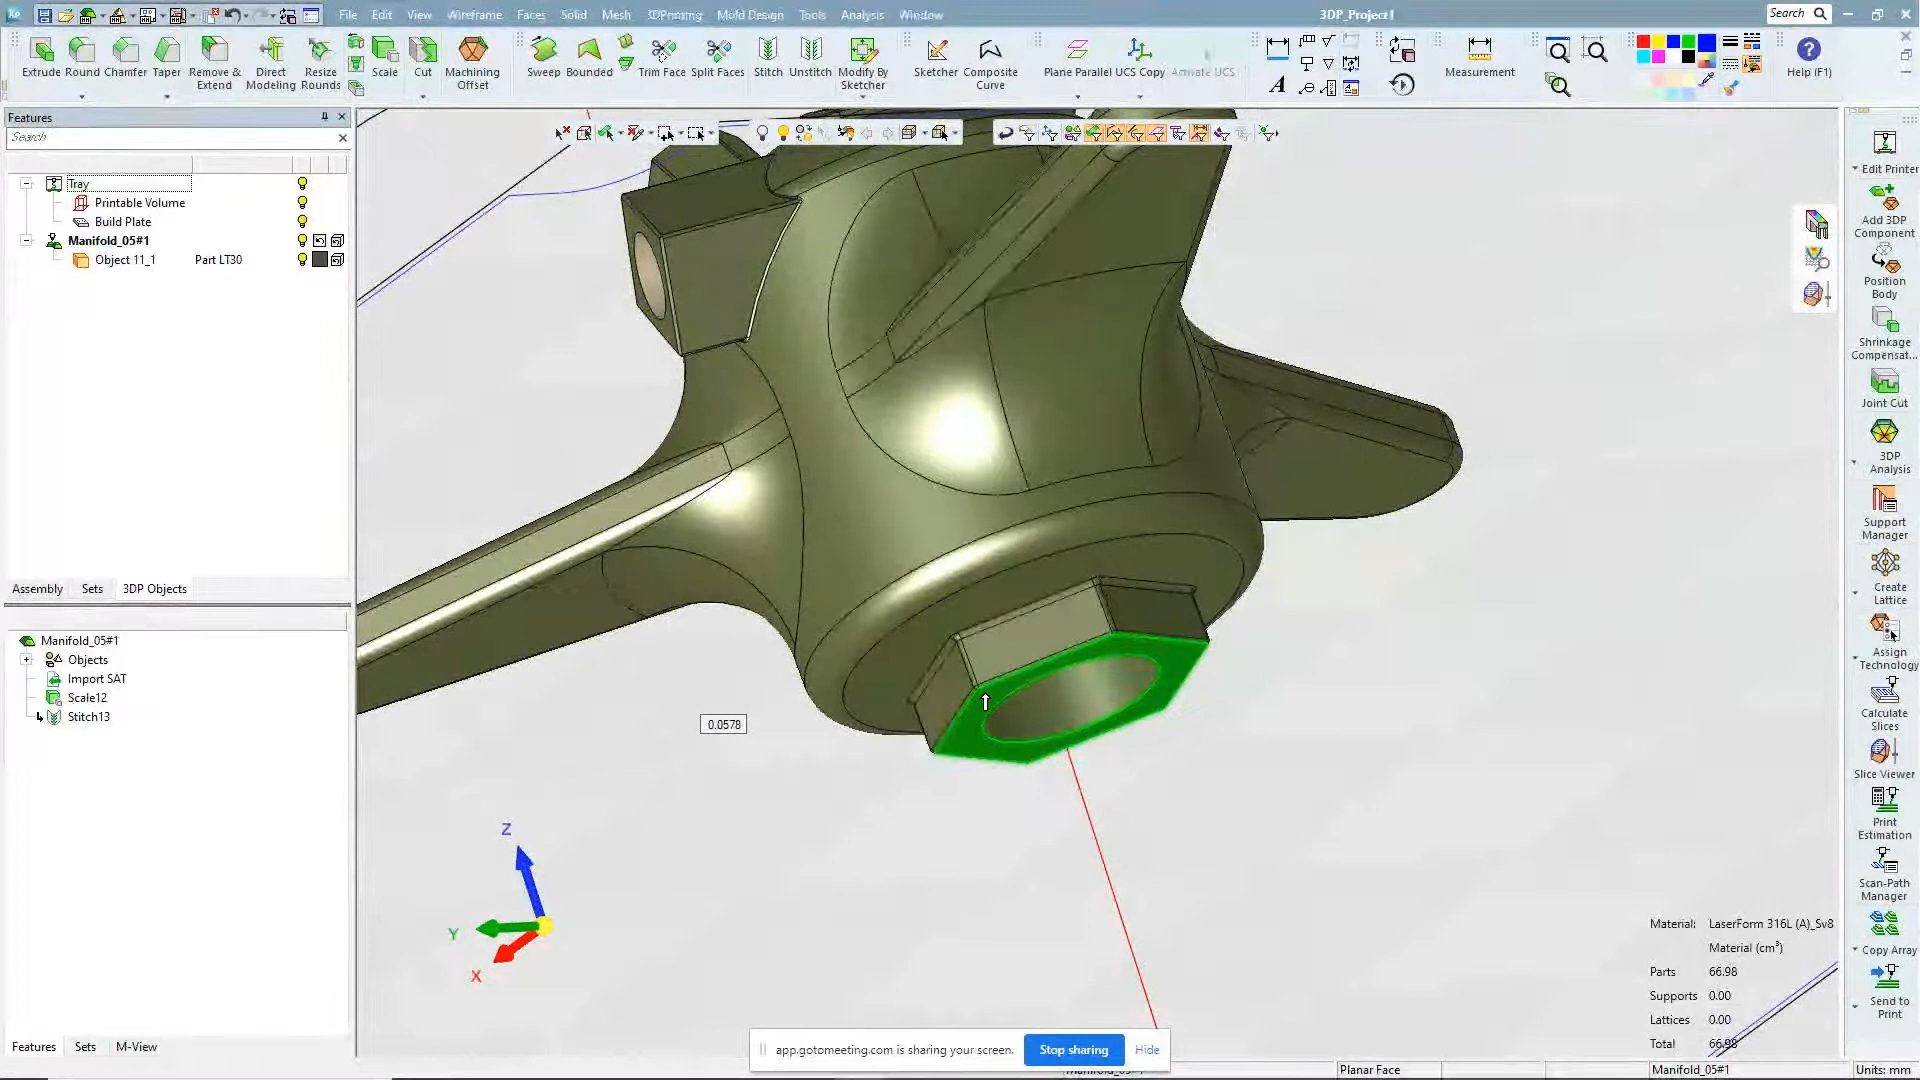 File Edit View Wireframe Faces Solid Mesh 3DPrinting Mold Design Tools Analysis Window
3DP_Project1
Search
Extrude Round Chamfer Taper Remove & Extend Direct Modeling Resize Rounds Scale Cut Machining Offset Sweep Bounded Trim Face Split Faces Stitch Unstitch Modify By Sketcher Sketcher Composite Curve Plane Parallel UCS Copy Activate UCS Measurement Help (F1)
Features
Search
Tray
Printable Volume
Build Plate
Manifold_05#1
Object 11_1 Part LT30
Assembly Sets 3DP Objects
Manifold_05#1
Objects
Import SAT
Scale12
Stitch13
Features Sets M-View
0.0578
Z
Y
X
Edit Printer
Add 3DP
Component
Position
Body
Shrinkage
Compensat...
Joint Cut
3DP
Analysis
Support
Manager
Create
Lattice
Assign
Technology
Calculate
Slices
Slice Viewer
Print
Estimation
Scan-Path
Manager
Copy Array
Send to
Print
Material: LaserForm 316L (A)_Sv8
Material (cm³)
Parts 66.98
Supports 0.00
Lattices 0.00
Total 66.98
app.gotomeeting.com is sharing your screen. Stop sharing Hide
Planar Face Manifold_05#1 Units: mm